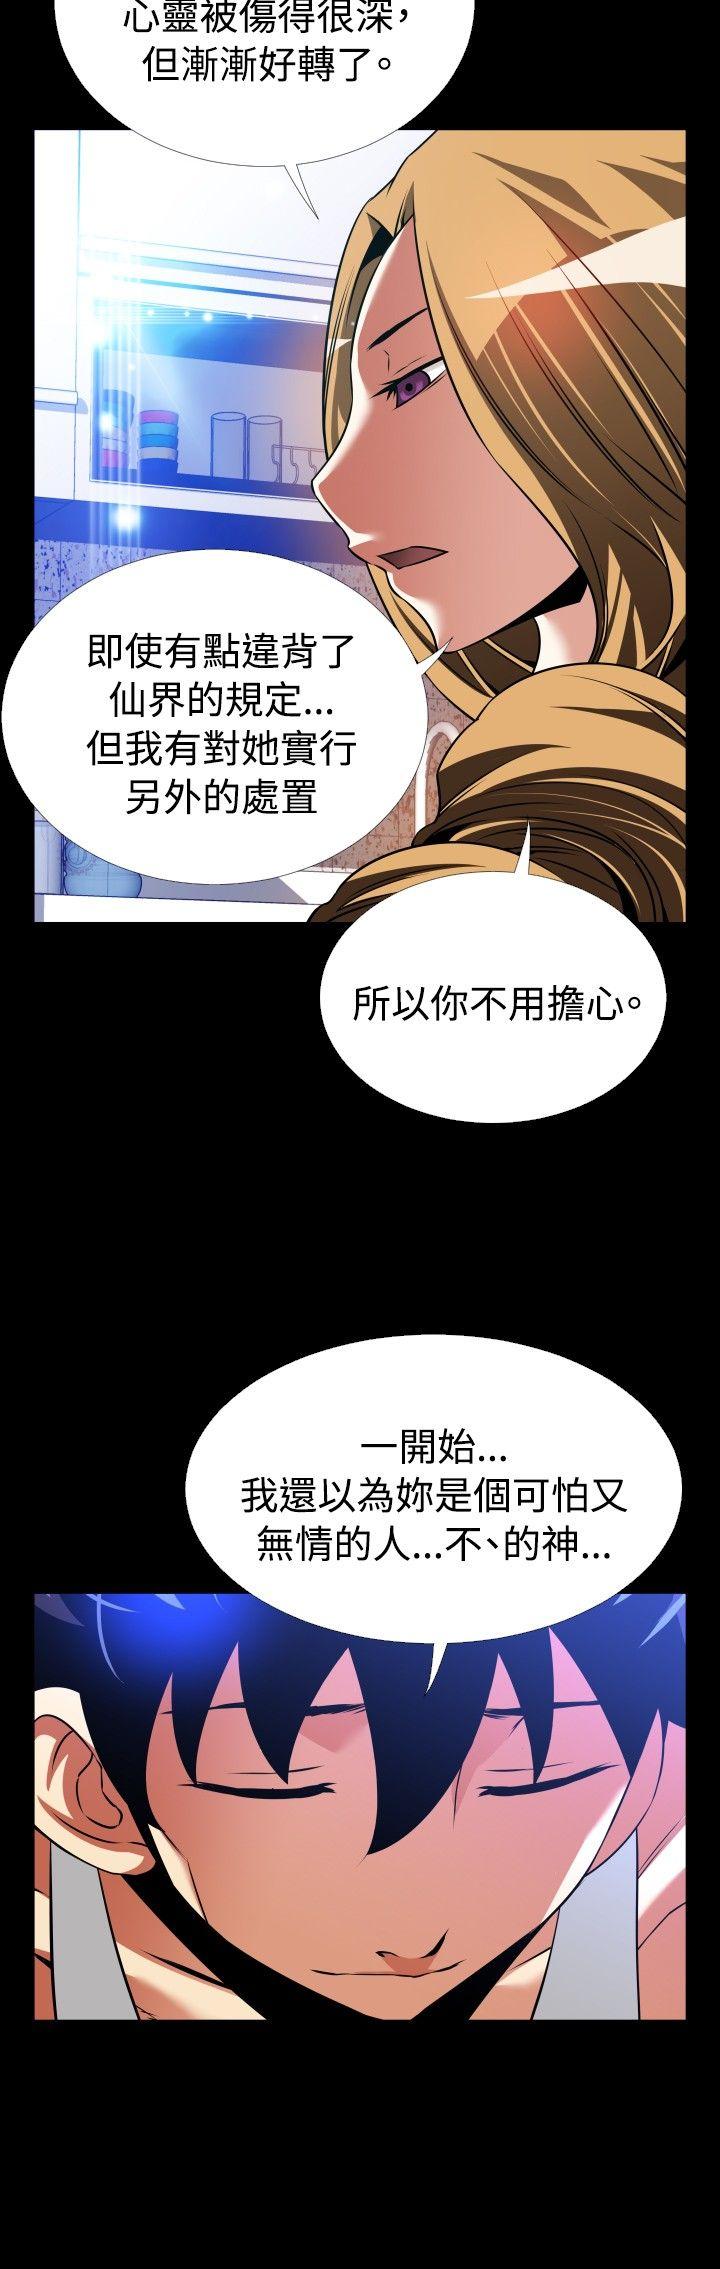 心靈被傷得很深，
但漸漸好轉了。
即使有點違背了
仙界的規定...
但我有對她實行
另外的處置
所以你不用擔心。
一開始...
我還以為妳是個可怕又
無情的人...不、的神...